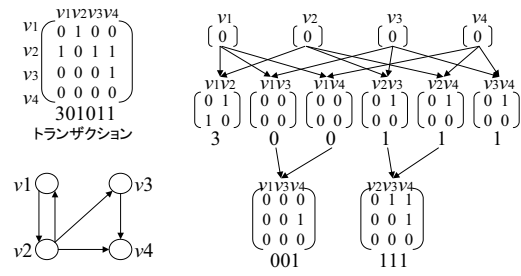 v1v2v3v4
v1 0 1 0 0
v2 1 0 1 1
v3 0 0 0 1
v4 0 0 0 0
301011
トランザクション
v1 v3
v2 v4
v1 v2 v3 v4
0 0 0 0
v1v2 v1v3 v1v4 v2v3 v2v4 v3v4
0 1 0 0 0 0 0 1 0 1 0 1
1 0 0 0 0 0 0 0 0 0 0 0
3 0 0 1 1 1
v1v3v4 v2v3v4
0 0 0 0 1 1
0 0 1 0 0 1
0 0 0 0 0 0
001 111